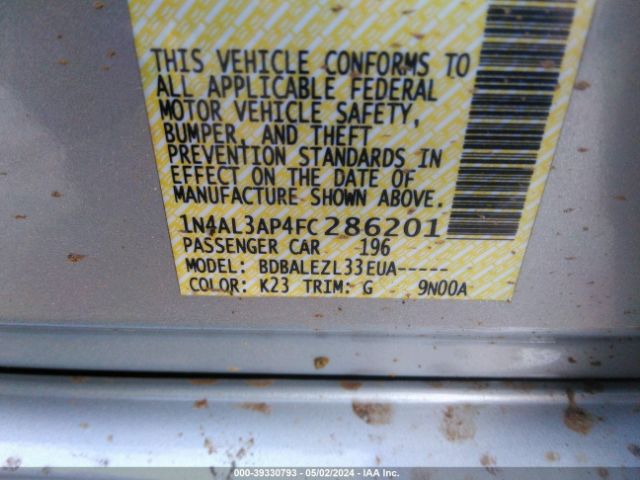 THIS VEHICLE CONFORMS TO
ALL APPLICABLE FEDERAL
MOTOR VEHICLE SAFETY,
BUMPER, AND THEFT
PREVENTION STANDARDS IN
EFFECT ON THE DATE OF
MANUFACTURE SHOWN ABOVE.
1N4AL3AP4FC286201
PASSENGER CAR 196
MODEL: BDBALEZL33EUA-----
COLOR: K23 TRIM: G 9N00A
000-39330793 - 05/02/2024 - IAA Inc.